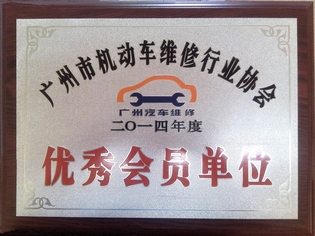 广州市机动车维修行业协会
广州汽车维修
二〇一四年度
优秀会员单位